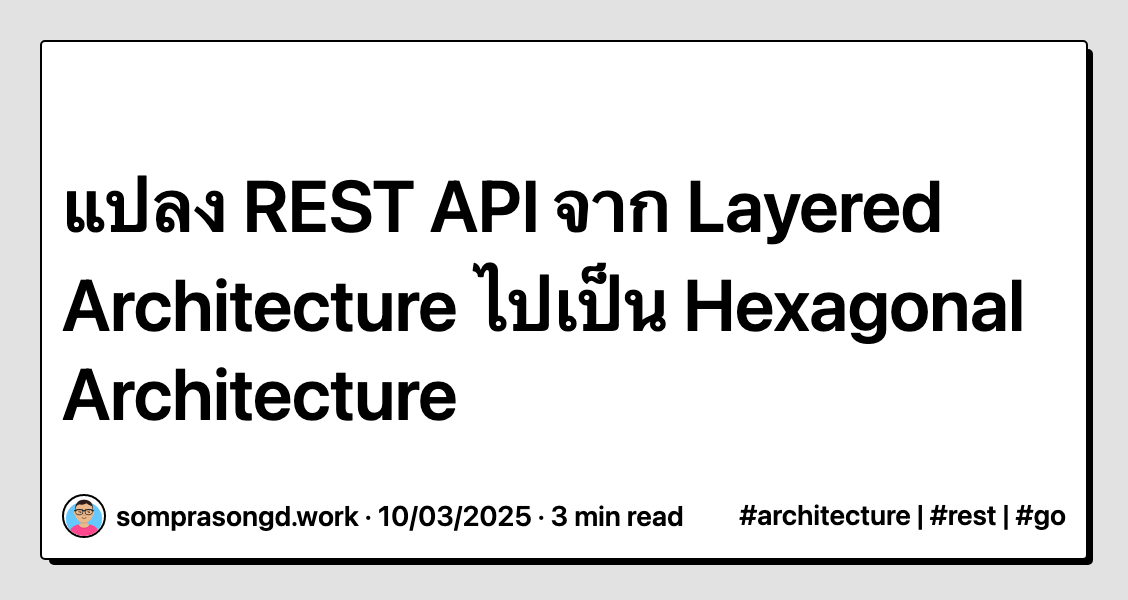 แปลง REST API จาก Layered
Architecture ไปเป็น Hexagonal
Architecture
somprasongd.work · 10/03/2025 · 3 min read
#architecture | #rest | #go